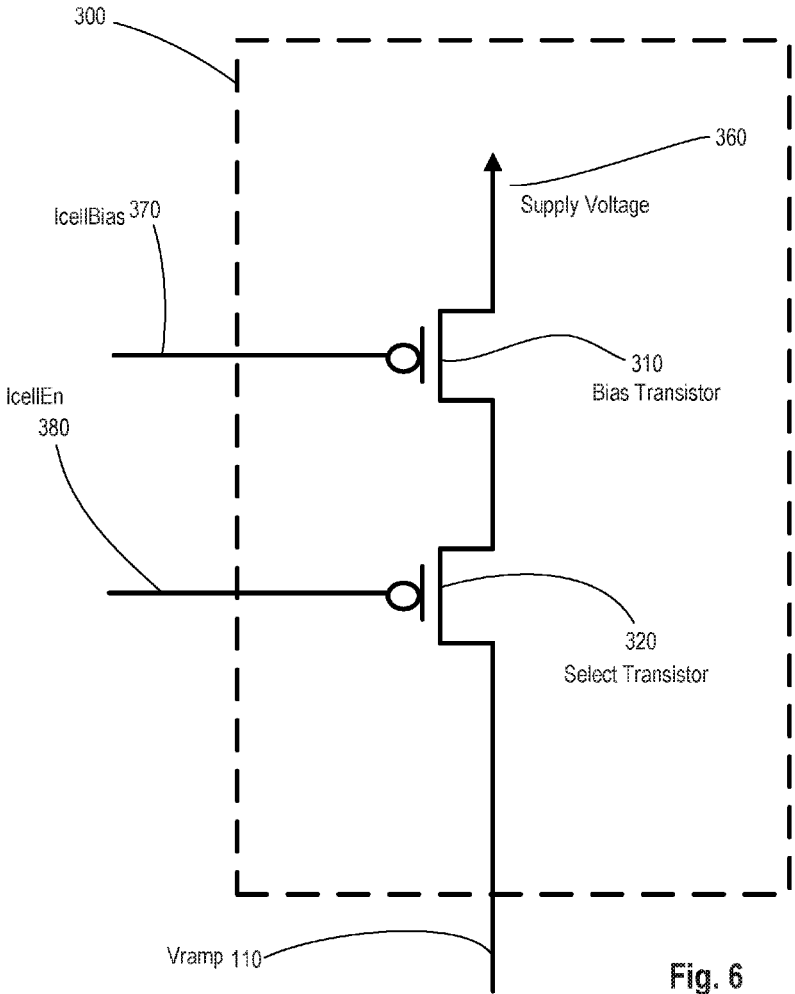 300
360
Supply Voltage
IcellBias 370
310
Bias Transistor
IcellEn
380
320
Select Transistor
Vramp 110
Fig. 6